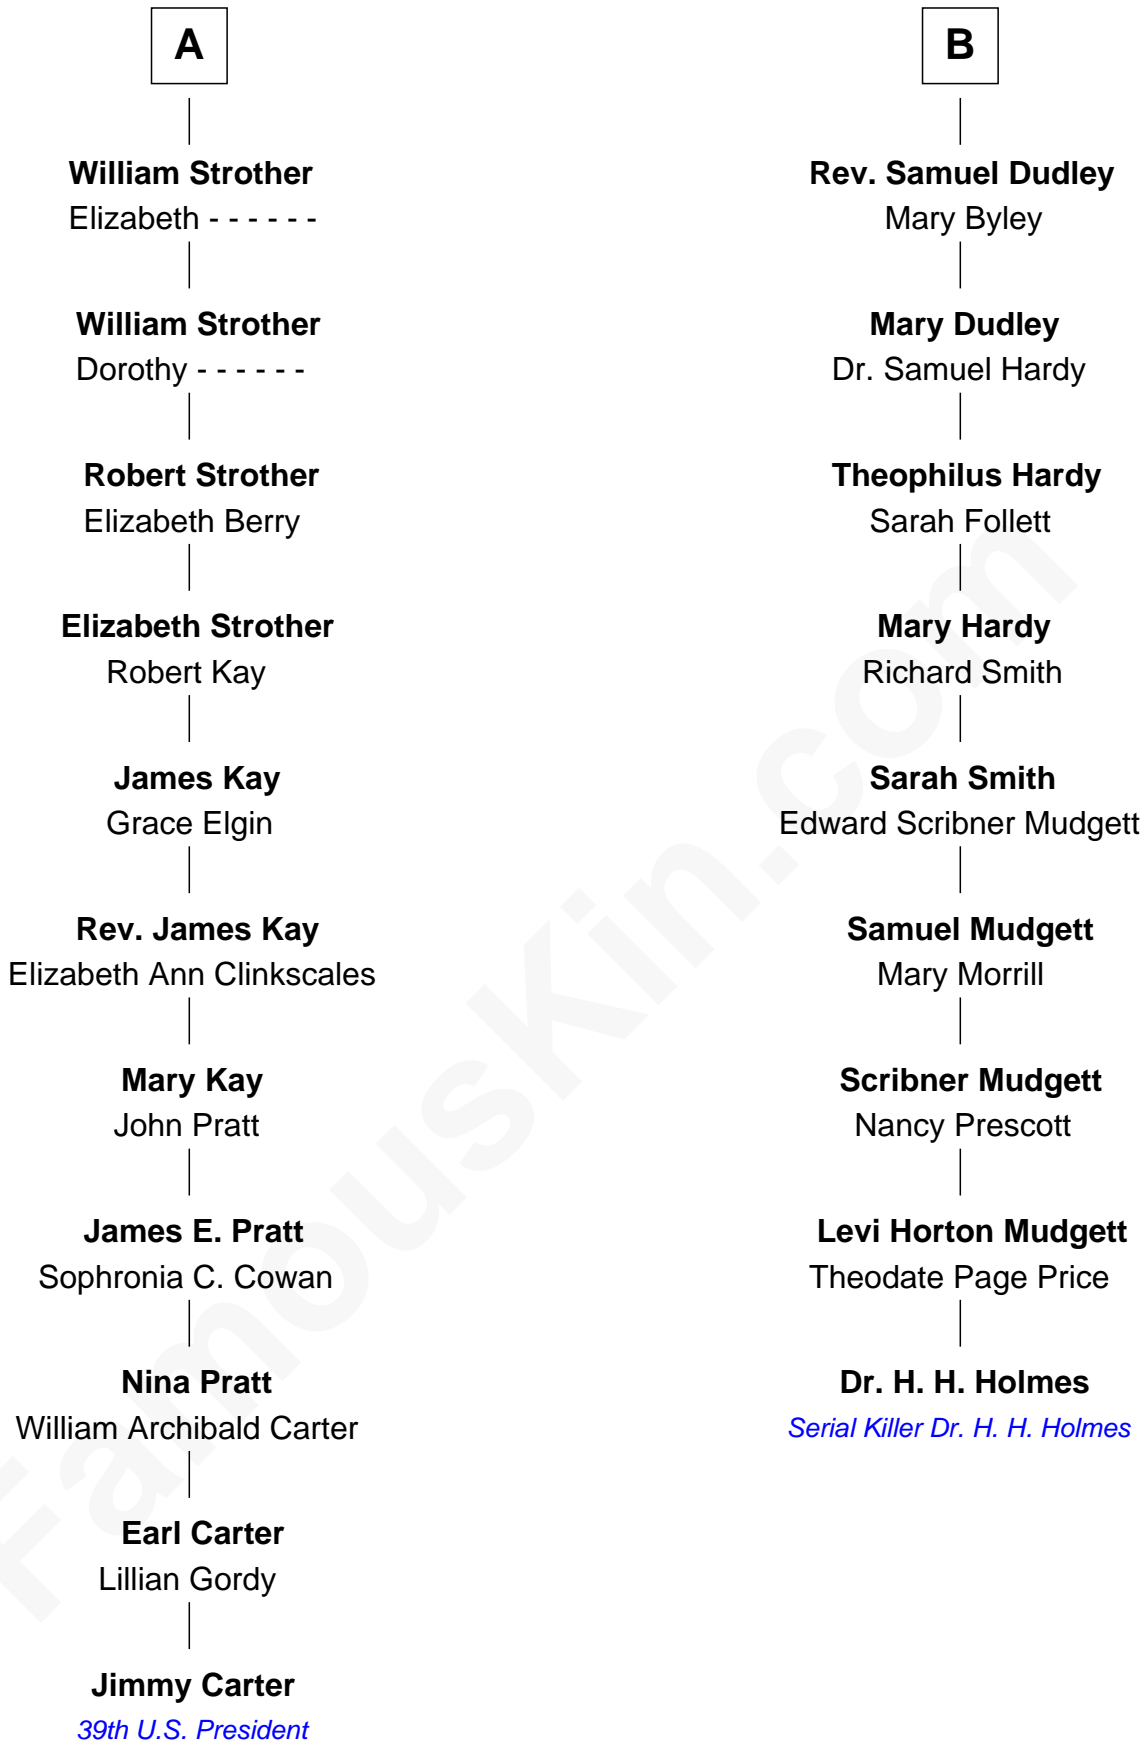 A
William Strother
Elizabeth - - - - - -
William Strother
Dorothy - - - - - -
Robert Strother
Elizabeth Berry
Elizabeth Strother
Robert Kay
James Kay
Grace Elgin
Rev. James Kay
Elizabeth Ann Clinkscales
Mary Kay
John Pratt
James E. Pratt
Sophronia C. Cowan
Nina Pratt
William Archibald Carter
Earl Carter
Lillian Gordy
Jimmy Carter
39th U.S. President
B
Rev. Samuel Dudley
Mary Byley
Mary Dudley
Dr. Samuel Hardy
Theophilus Hardy
Sarah Follett
Mary Hardy
Richard Smith
Sarah Smith
Edward Scribner Mudgett
Samuel Mudgett
Mary Morrill
Scribner Mudgett
Nancy Prescott
Levi Horton Mudgett
Theodate Page Price
Dr. H. H. Holmes
Serial Killer Dr. H. H. Holmes
FamousKin.com